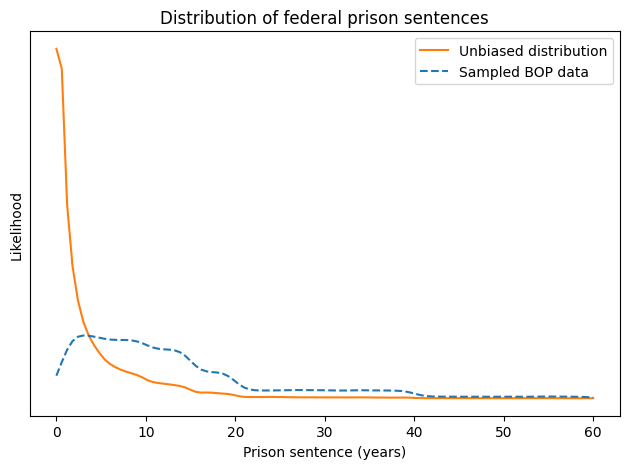 Distribution of federal prison sentences
Unbiased distribution
Sampled BOP data
Likelihood
0 10 20 30 40 50 60
Prison sentence (years)